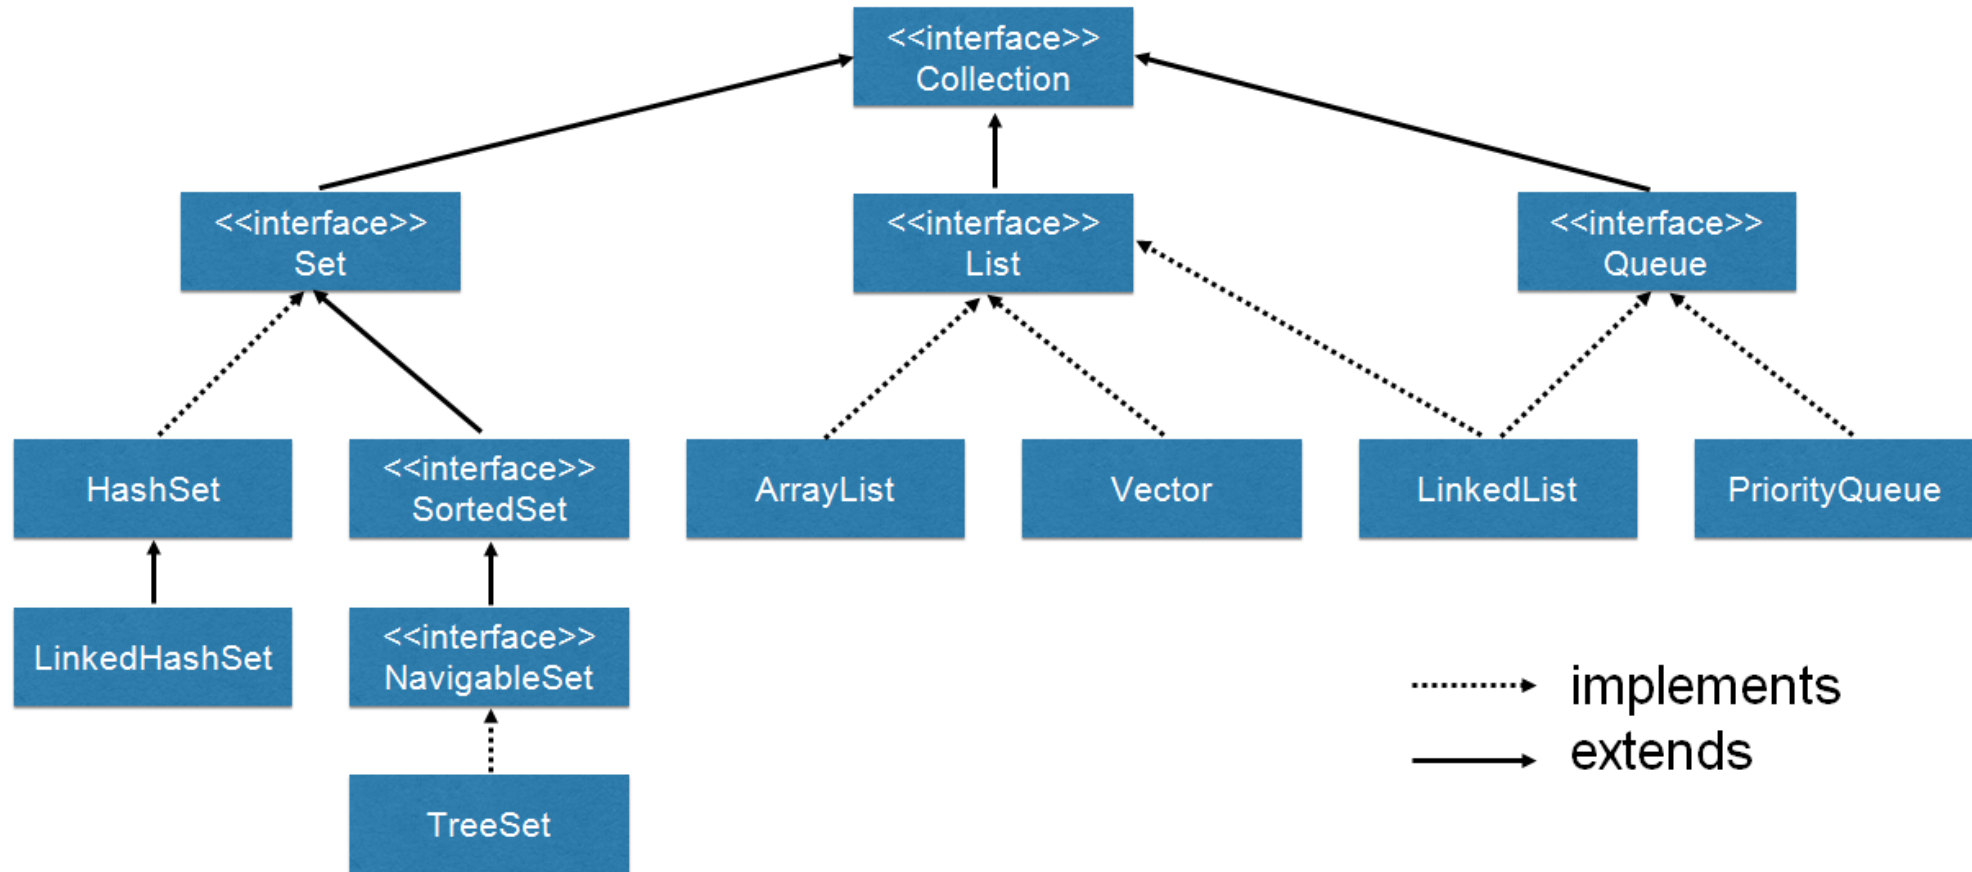 <<interface>>
Collection
<<interface>>
Set
<<interface>>
List
<<interface>>
Queue
HashSet
<<interface>>
SortedSet
ArrayList
Vector
LinkedList
PriorityQueue
LinkedHashSet
<<interface>>
NavigableSet
TreeSet
implements
extends